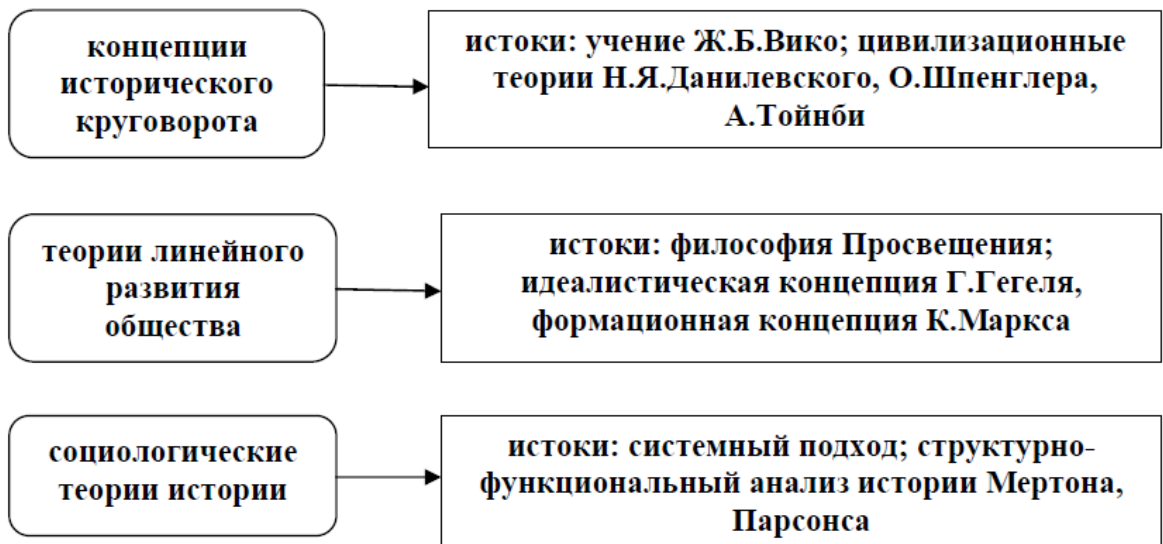 концепции
исторического
круговорота
истоки: учение Ж.Б.Вико; цивилизационные
теории Н.Я.Данилевского, О.Шпенглера,
А.Тойнби
теории линейного
развития
общества
истоки: философия Просвещения;
идеалистическая концепция Г.Гегеля,
формационная концепция К.Маркса
социологические
теории истории
истоки: системный подход; структурно-
функциональный анализ истории Мертона,
Парсонса